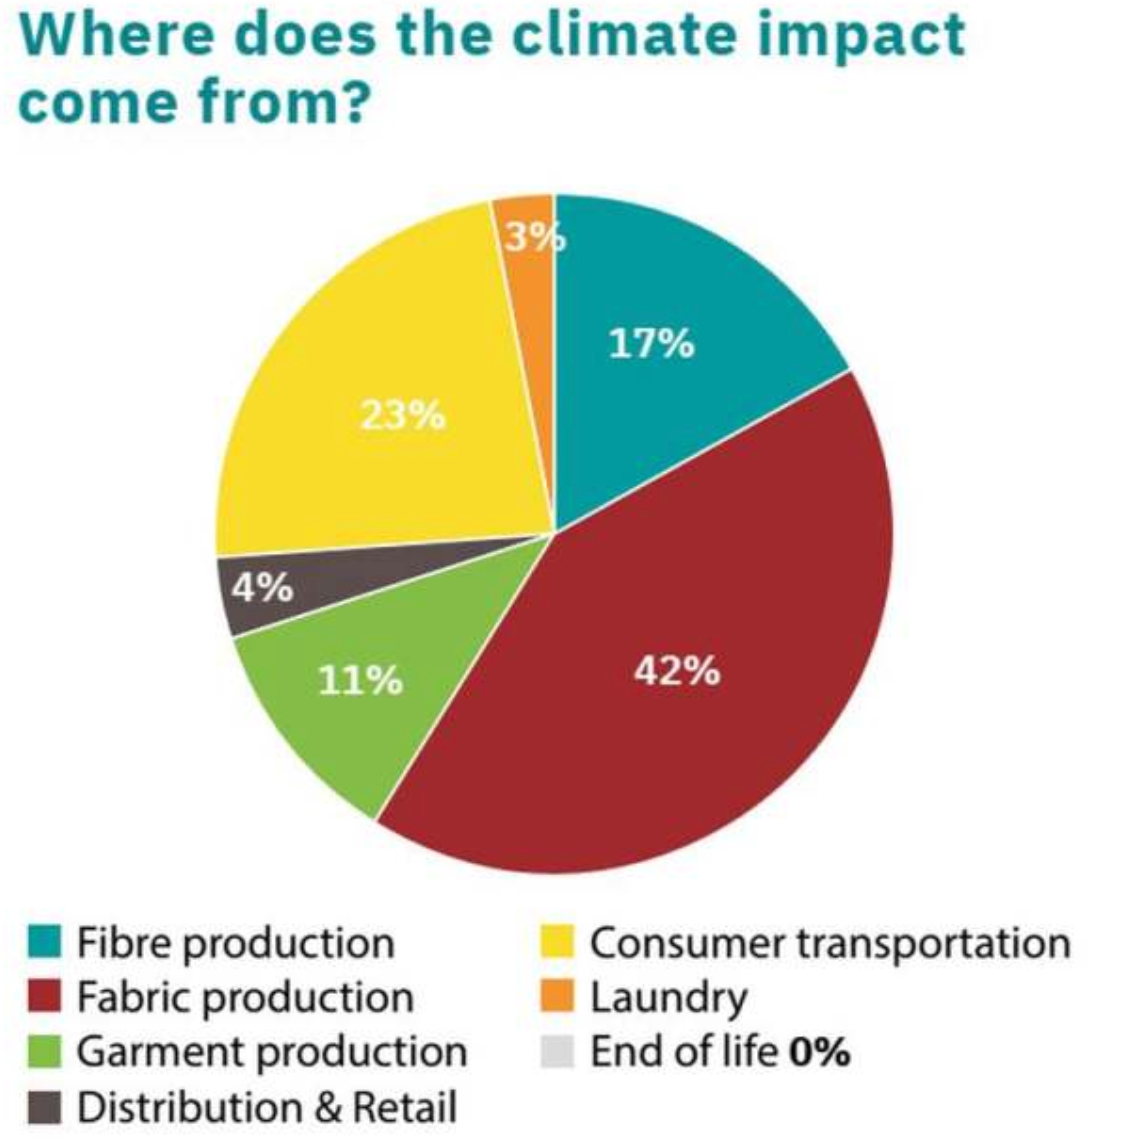 Where does the climate impact
come from?
3%
17%
23%
42%
4%
11%
Fibre production
Fabric production
Garment production
Distribution & Retail
Consumer transportation
Laundry
End of life 0%